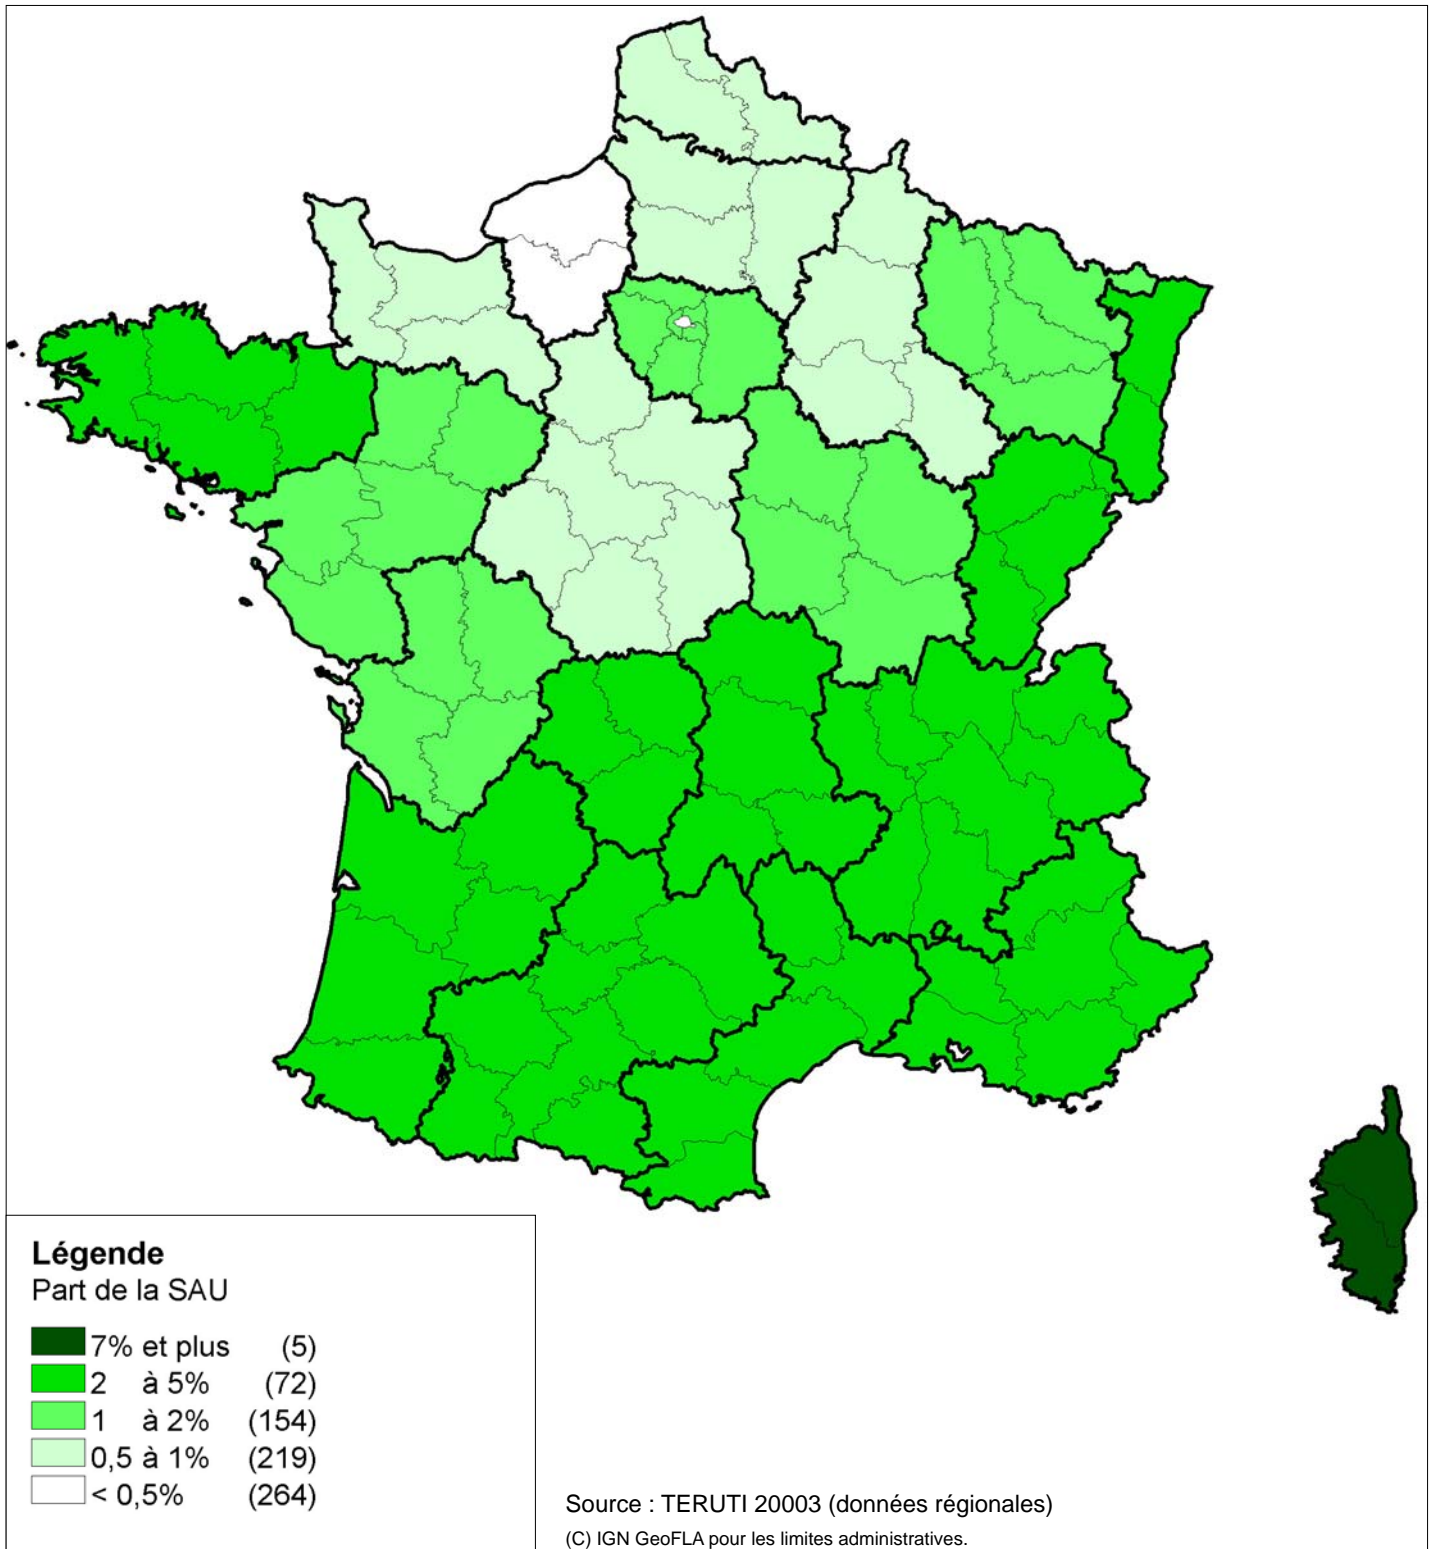 Légende
Part de la SAU
7% et plus (5)
2 à 5% (72)
1 à 2% (154)
0,5 à 1% (219)
< 0,5% (264)
Source : TERUTI 20003 (données régionales)
(C) IGN GeoFLA pour les limites administratives.